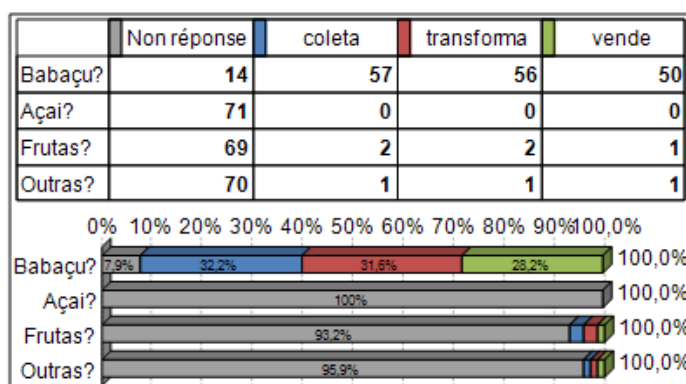 Non réponse coleta transforma vende
Babaçu? 14 57 56 50
Açai? 71 0 0 0
Frutas? 69 2 2 1
Outras? 70 1 1 1
0% 10% 20% 30% 40% 50% 60% 70% 80% 90%100,0%
Babaçu? 7,9% 32,2% 31,6% 28,2% 100,0%
Açai? 100% 100,0%
Frutas? 93,2% 100,0%
Outras? 95,9% 100,0%